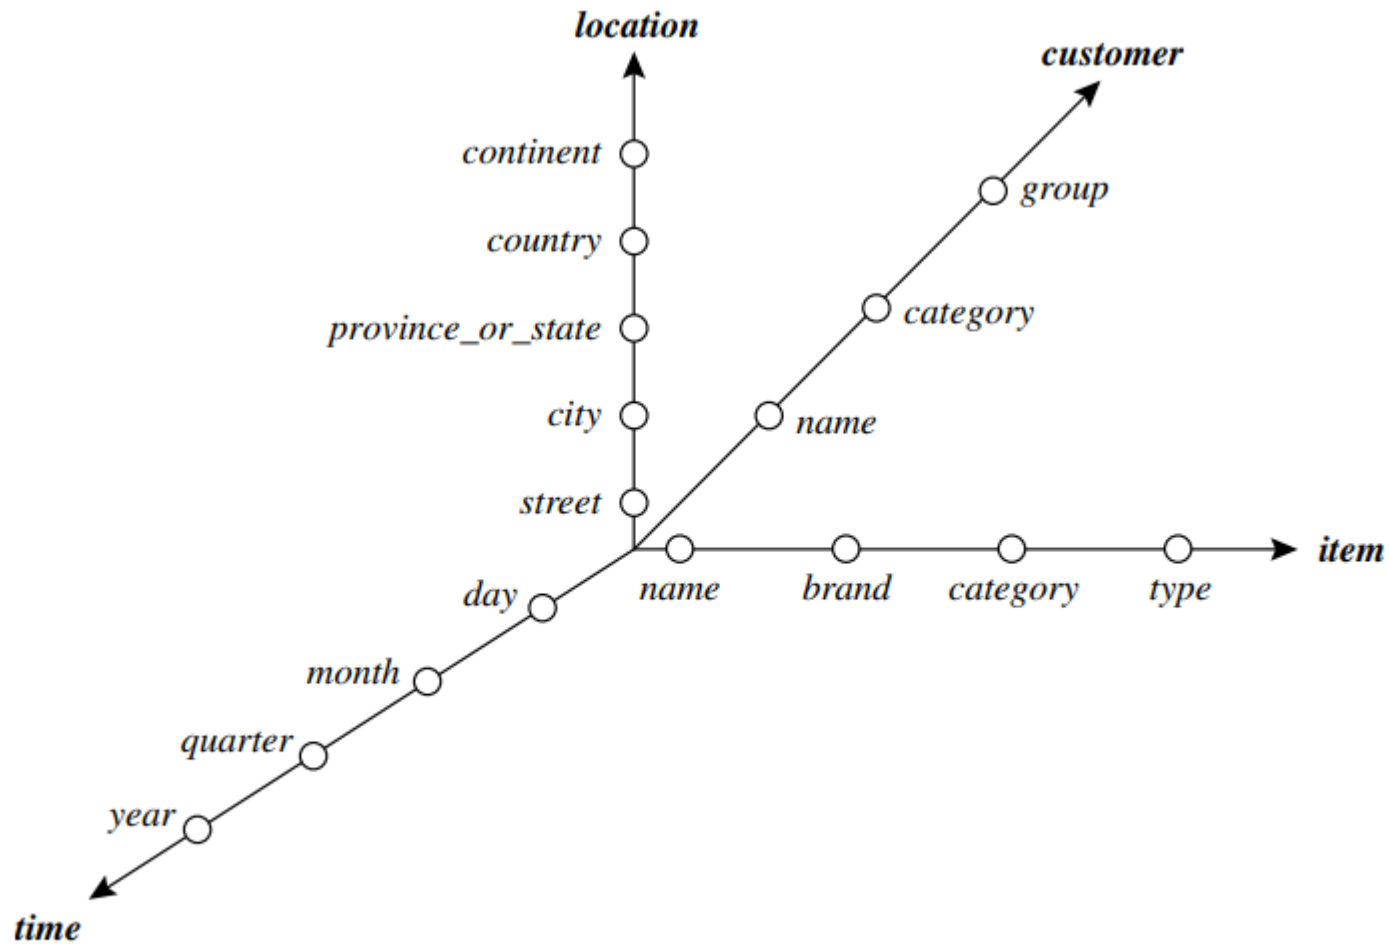 location
customer
continent
group
country
category
province_or_state
city
name
street
item
name
brand
category
type
day
month
quarter
year
time